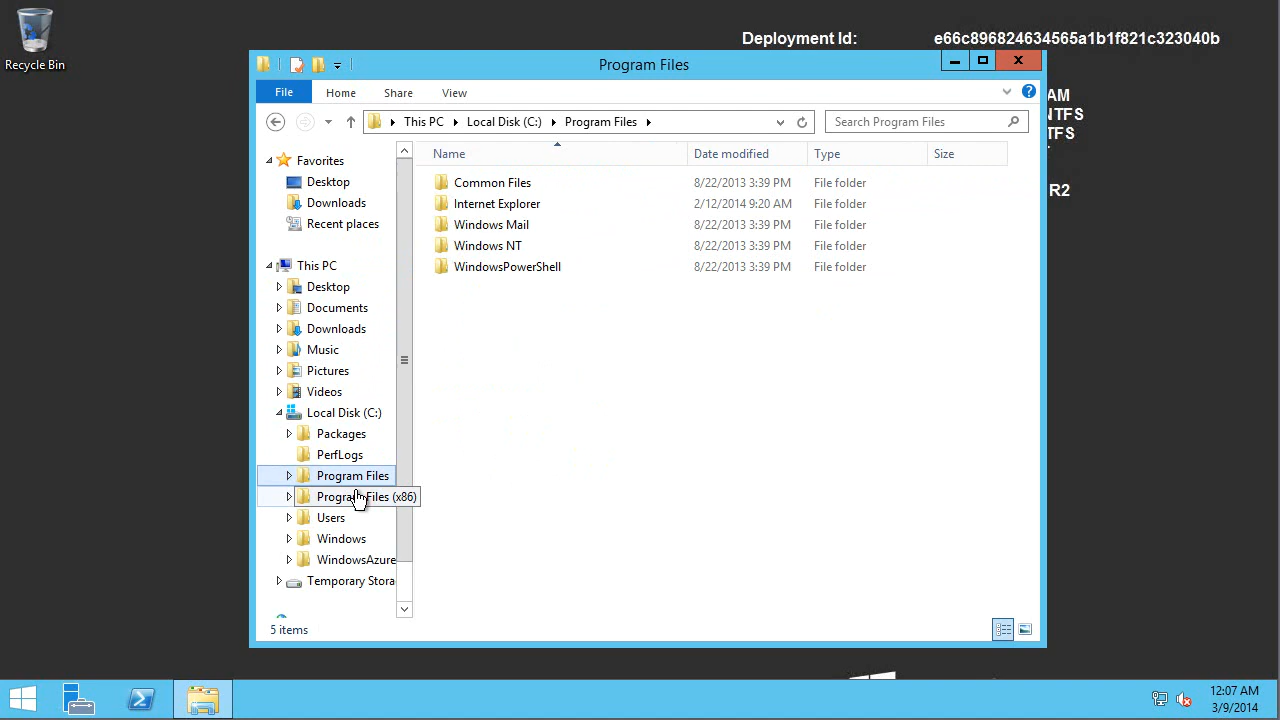 Recycle Bin
Deployment Id: e66c896824634565a1b1f821c323040b
AM
NTFS
FS
R2
Program Files
File Home Share View
This PC Local Disk (C:) Program Files
Search Program Files
Name Date modified Type Size
Common Files 8/22/2013 3:39 PM File folder
Internet Explorer 2/12/2014 9:20 AM File folder
Windows Mail 8/22/2013 3:39 PM File folder
Windows NT 8/22/2013 3:39 PM File folder
WindowsPowerShell 8/22/2013 3:39 PM File folder
Favorites
Desktop
Downloads
Recent places
This PC
Desktop
Documents
Downloads
Music
Pictures
Videos
Local Disk (C:)
Packages
PerfLogs
Program Files
Program Files (x86)
Users
Windows
WindowsAzure
Temporary Stora
5 items
12:07 AM
3/9/2014